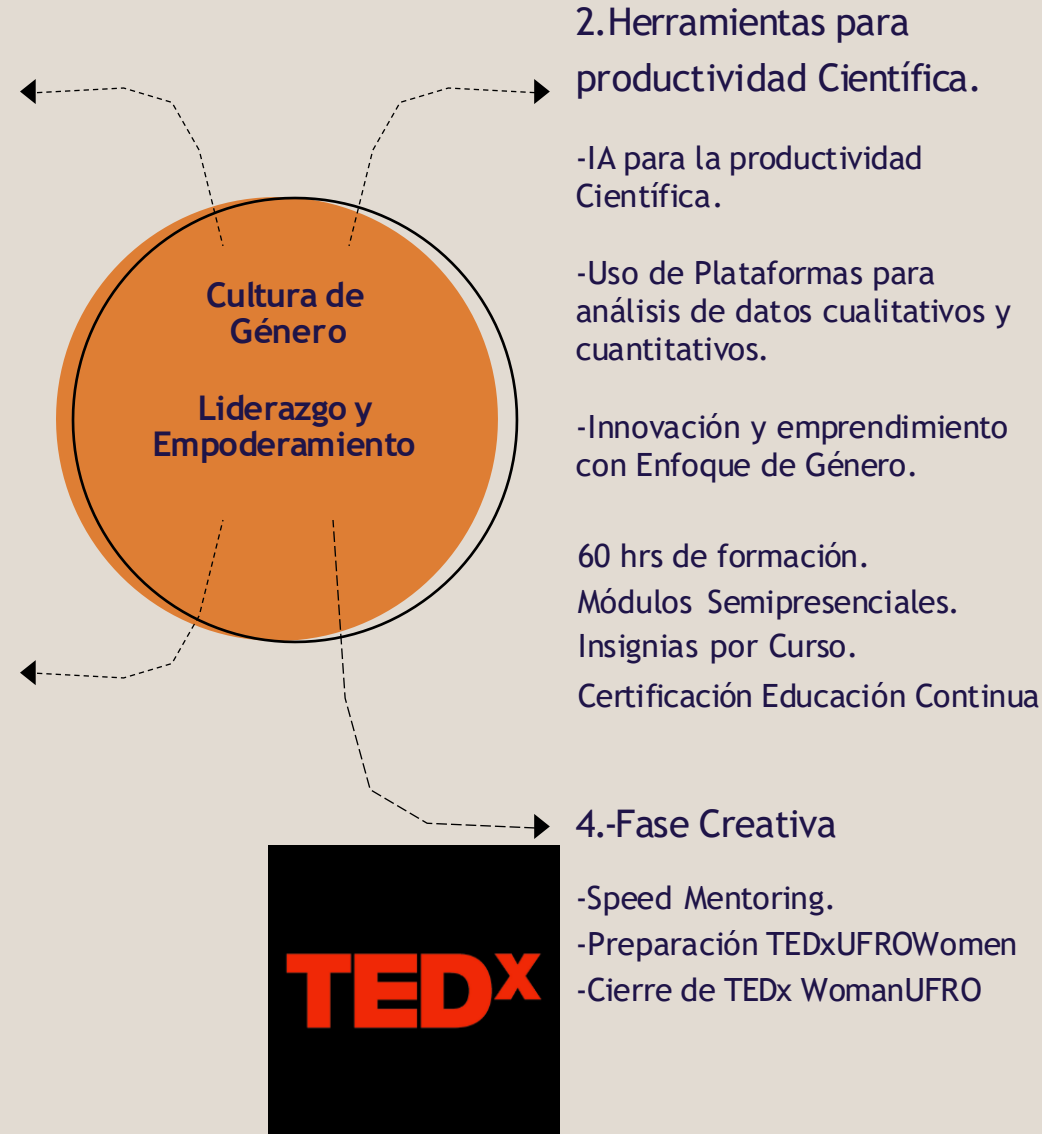 2.Herramientas para
productividad Científica.
-IA para la productividad
Científica.
-Uso de Plataformas para
análisis de datos cualitativos y
cuantitativos.
-Innovación y emprendimiento
con Enfoque de Género.
60 hrs de formación.
Módulos Semipresenciales.
Insignias por Curso.
Certificación Educación Continua
Cultura de
Género
Liderazgo y
Empoderamiento
4.-Fase Creativa
-Speed Mentoring.
-Preparación TEDxUFROWomen
-Cierre de TEDx WomanUFRO
TEDx